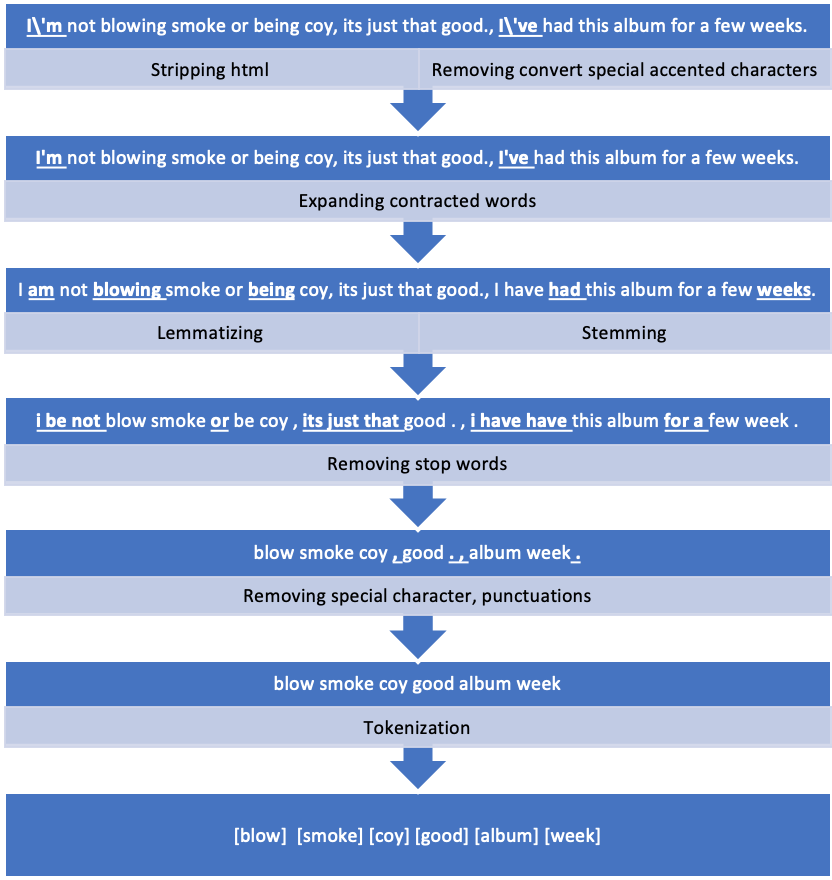 I\'m not blowing smoke or being coy, its just that good., I\'ve had this album for a few weeks.
Stripping html
Removing convert special accented characters
I'm not blowing smoke or being coy, its just that good., I've had this album for a few weeks.
Expanding contracted words
I am not blowing smoke or being coy, its just that good., I have had this album for a few weeks.
Lemmatizing
Stemming
i be not blow smoke or be coy , its just that good . , i have have this album for a few week .
Removing stop words
blow smoke coy , good . , album week .
Removing special character, punctuations
blow smoke coy good album week
Tokenization
[blow] [smoke] [coy] [good] [album] [week]